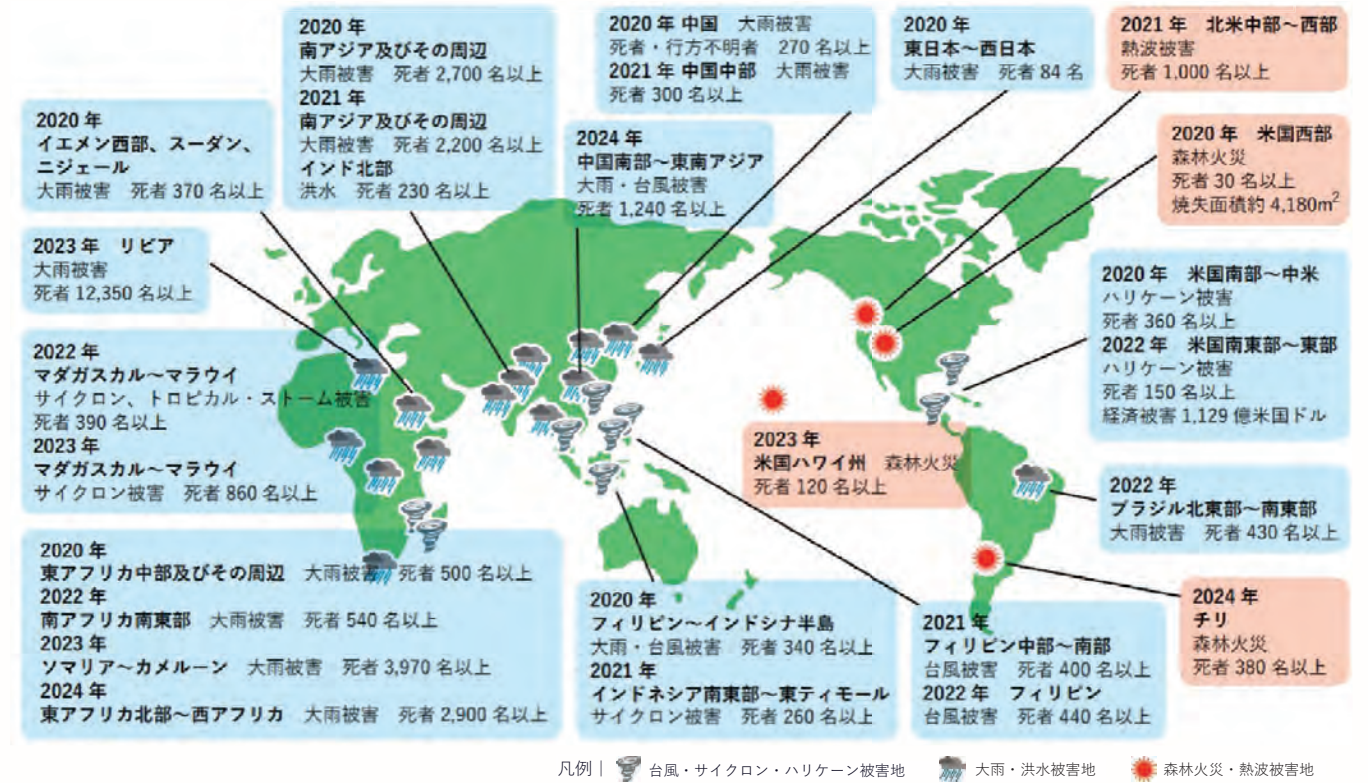 2020 年
南アジア及びその周辺
大雨被害　死者 2,700 名以上
2021 年
南アジア及びその周辺
大雨被害　死者 2,200 名以上
インド北部
洪水　死者 230 名以上
2020 年 中国　大雨被害
死者・行方不明者　270 名以上
2021 年 中国中部　大雨被害
死者 300 名以上
2020 年
東日本～西日本
大雨被害　死者 84 名
2021 年　北米中部～西部
熱波被害
死者 1,000 名以上
2020 年
イエメン西部、スーダン、
ニジェール
大雨被害　死者 370 名以上
2024 年
中国南部～東南アジア
大雨・台風被害
死者 1,240 名以上
2020 年　米国西部
森林火災
死者 30 名以上
焼失面積約 4,180m²
2023 年　リビア
大雨被害
死者 12,350 名以上
2020 年　米国南部～中米
ハリケーン被害
死者 360 名以上
2022 年　米国南東部～東部
ハリケーン被害
死者 150 名以上
経済被害 1,129 億米国ドル
2022 年
マダガスカル～マラウイ
サイクロン、トロピカル・ストーム被害
死者 390 名以上
2023 年
マダガスカル～マラウイ
サイクロン被害　死者 860 名以上
2023 年
米国ハワイ州　森林火災
死者 120 名以上
2022 年
ブラジル北東部～南東部
大雨被害　死者 430 名以上
2020 年
東アフリカ中部及びその周辺　大雨被害　死者 500 名以上
2022 年
南アフリカ南東部　大雨被害　死者 540 名以上
2023 年
ソマリア～カメルーン　大雨被害　死者 3,970 名以上
2024 年
東アフリカ北部～西アフリカ　大雨被害　死者 2,900 名以上
2020 年
フィリピン～インドシナ半島
大雨・台風被害　死者 340 名以上
2021 年
インドネシア南東部～東ティモール
サイクロン被害　死者 260 名以上
2021 年
フィリピン中部～南部
台風被害　死者 400 名以上
2022 年　フィリピン
台風被害　死者 440 名以上
2024 年
チリ
森林火災
死者 380 名以上
凡例｜　台風・サイクロン・ハリケーン被害地　大雨・洪水被害地　森林火災・熱波被害地